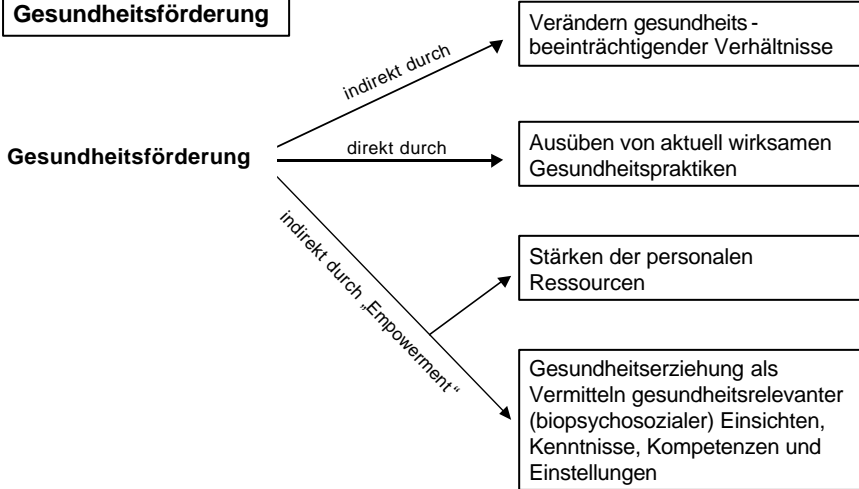 Gesundheitsförderung
Verändern gesundheits-
beeinträchtigender Verhältnisse
indirekt durch
Gesundheitsförderung
direkt durch
Ausüben von aktuell wirksamen
Gesundheitspraktiken
indirekt durch „Empowerment“
Stärken der personalen
Ressourcen
Gesundheitserziehung als
Vermitteln gesundheitsrelevanter
(biopsychosozialer) Einsichten,
Kenntnisse, Kompetenzen und
Einstellungen